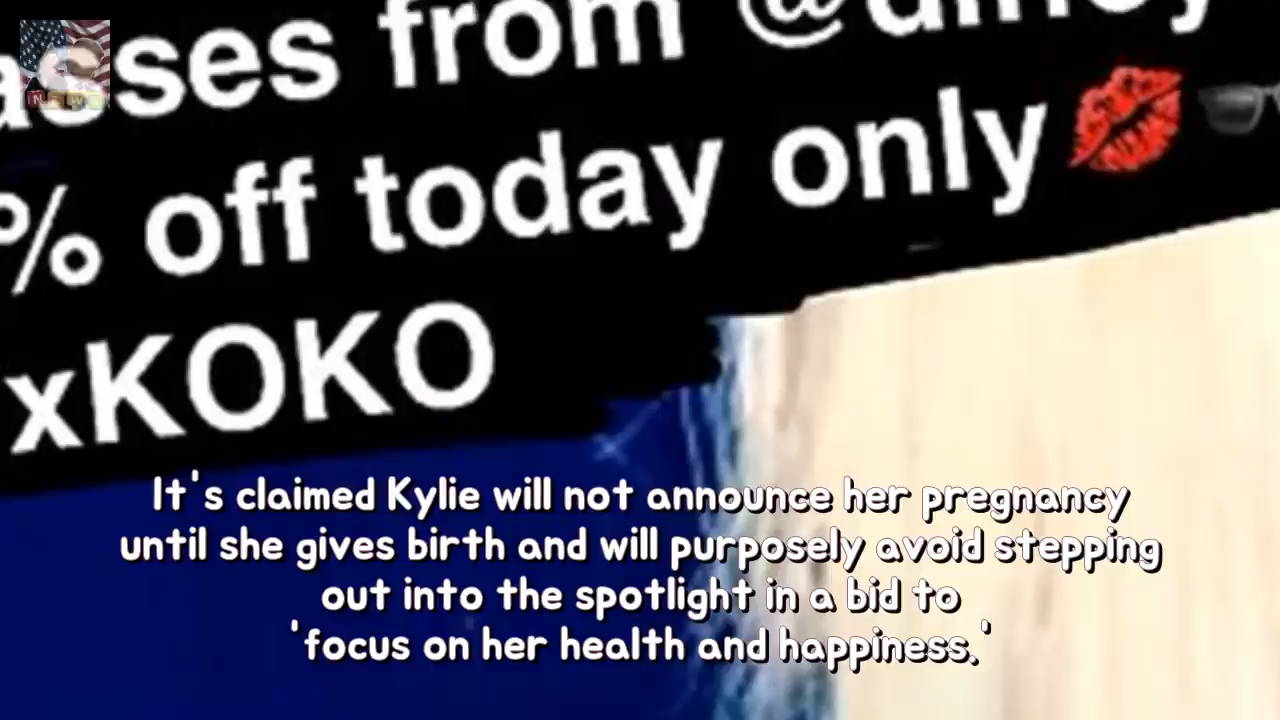 from
% off today only
xKOKO
It's claimed Kylie will not announce her pregnancy
until she gives birth and will purposely avoid stepping
out into the spotlight in a bid to
'focus on her health and happiness.'